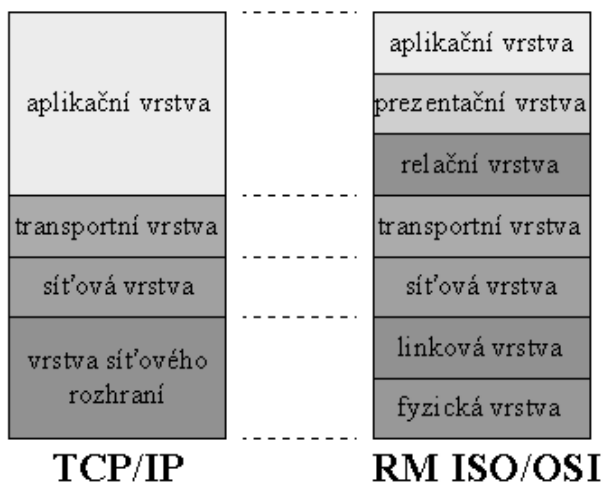 aplikační vrstva
transportní vrstva
síťová vrstva
vrstva síťového
rozhraní
TCP/IP
aplikační vrstva
prezentační vrstva
relační vrstva
transportní vrstva
síťová vrstva
linková vrstva
fyzická vrstva
RM ISO/OSI